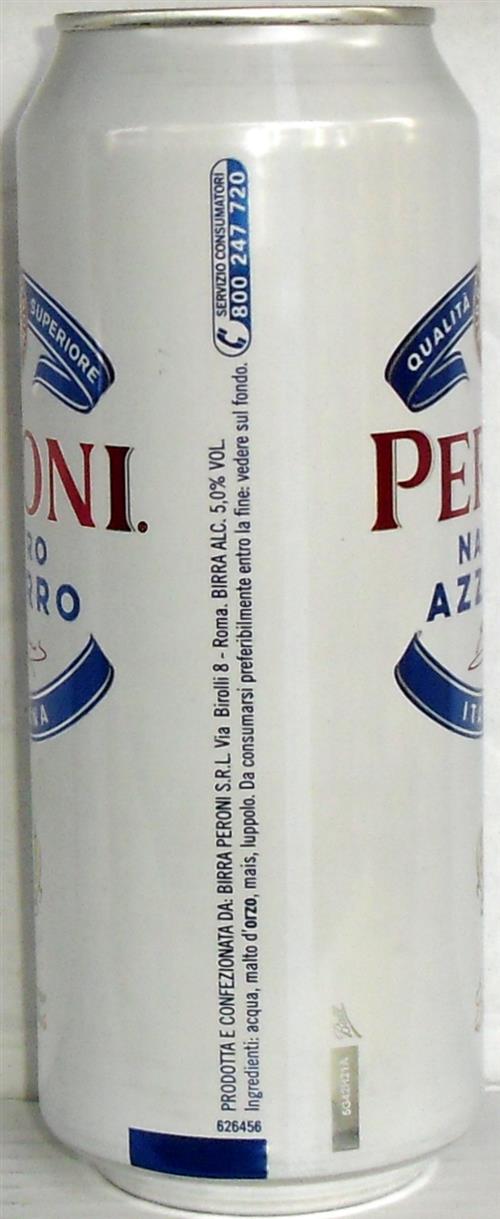 SUPERIORE
ONI.
RO
RRO
NA
SERVIZIO CONSUMATORI
800 247 720
PRODOTTA E CONFEZIONATA DA: BIRRA PERONI S.R.L. Via Birolli 8 - Roma. BIRRA ALC. 5,0% VOL.
Ingredienti: acqua, malto d'orzo, mais, luppolo. Da consumarsi preferibilmente entro la fine: vedere sul fondo.
626456
Ball
QUALITÀ
PER
NA
AZZ
ITA